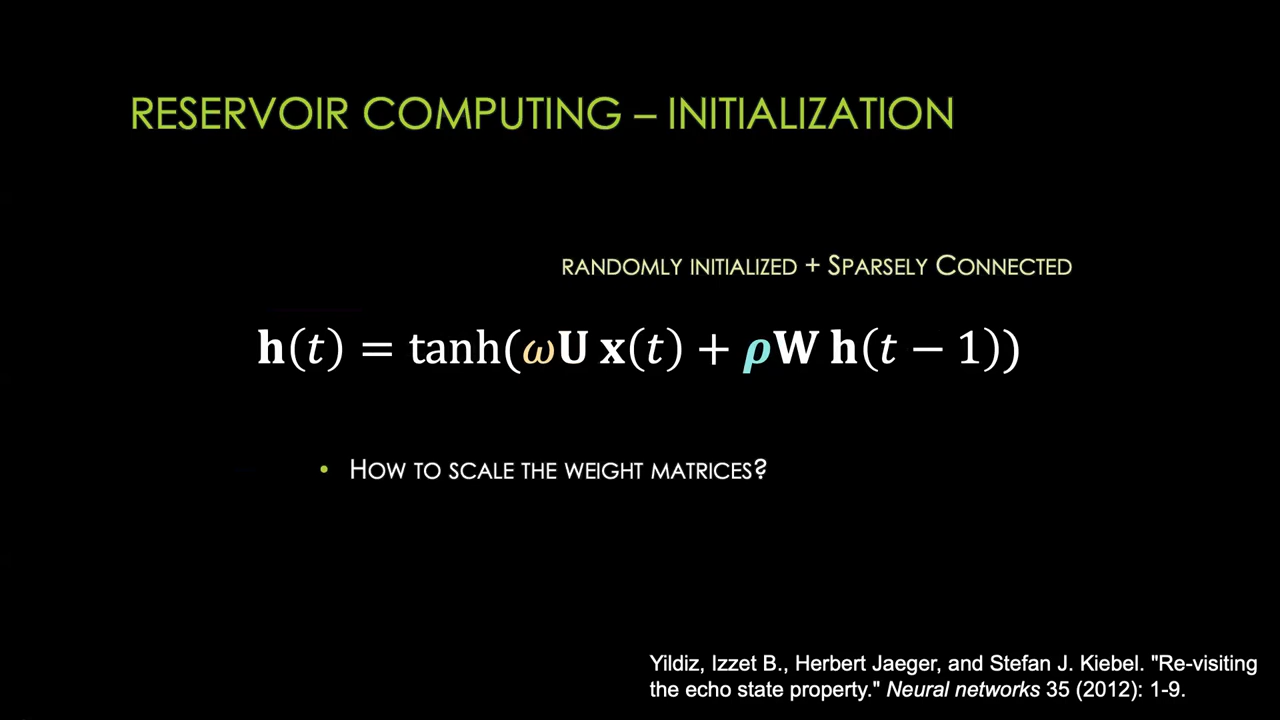 RESERVOIR COMPUTING – INITIALIZATION
RANDOMLY INITIALIZED + SPARSELY CONNECTED
𝐡(𝑡) = tanh(𝜔𝐔 𝐱(𝑡) + 𝝆𝐖 𝐡(𝑡 − 1))
• HOW TO SCALE THE WEIGHT MATRICES?
Yildiz, Izzet B., Herbert Jaeger, and Stefan J. Kiebel. "Re-visiting
the echo state property." Neural networks 35 (2012): 1-9.